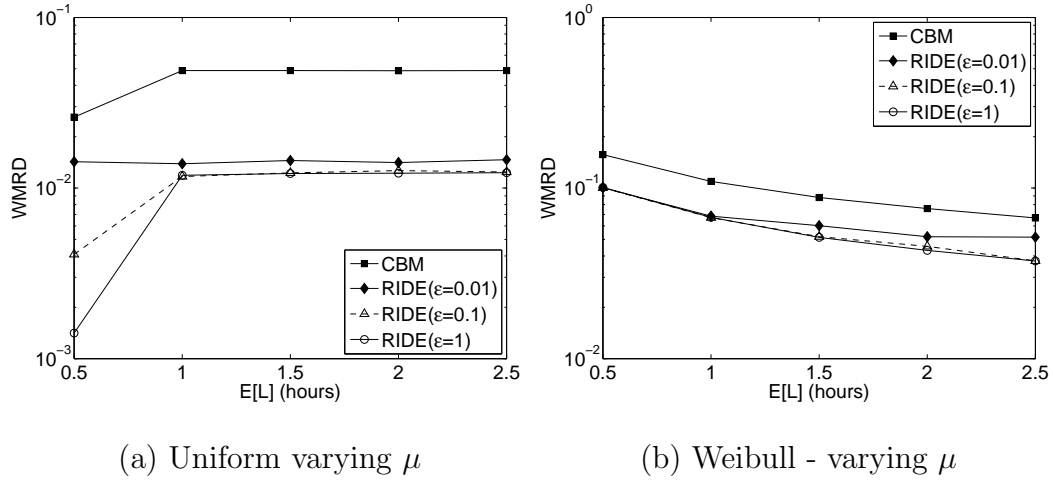 10⁻¹
10⁻²
10⁻³
WMRD
0.5 1 1.5 2 2.5
E[L] (hours)
CBM
RIDE(ε=0.01)
RIDE(ε=0.1)
RIDE(ε=1)
(a) Uniform varying μ
10⁰
10⁻¹
10⁻²
WMRD
0.5 1 1.5 2 2.5
E[L] (hours)
CBM
RIDE(ε=0.01)
RIDE(ε=0.1)
RIDE(ε=1)
(b) Weibull - varying μ